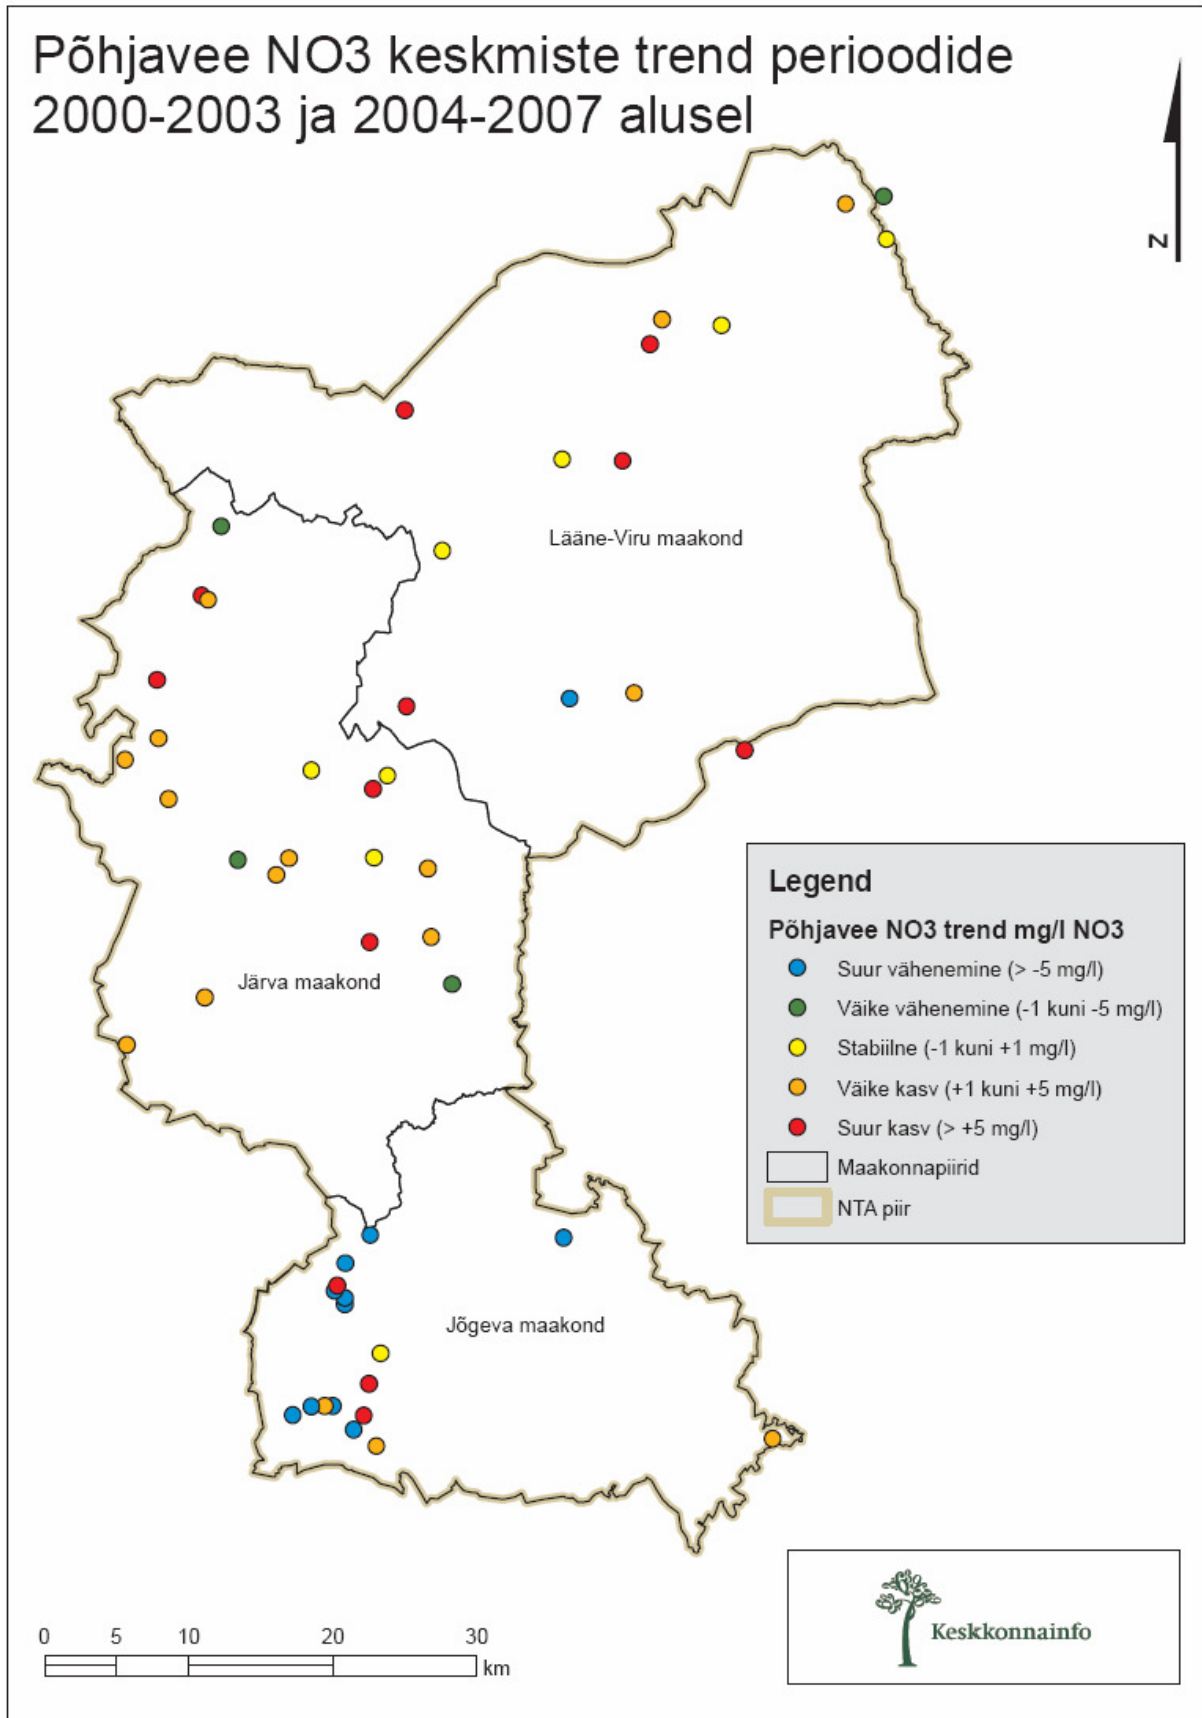 Põhjavee NO3 keskmiste trend perioodide
2000-2003 ja 2004-2007 alusel
N
Lääne-Viru maakond
Järva maakond
Jõgeva maakond
Legend
Põhjavee NO3 trend mg/l NO3
Suur vähenemine (> -5 mg/l)
Väike vähenemine (-1 kuni -5 mg/l)
Stabiilne (-1 kuni +1 mg/l)
Väike kasv (+1 kuni +5 mg/l)
Suur kasv (> +5 mg/l)
Maakonnapiirid
NTA piir
0 5 10 20 30
km
Keskkonnainfo